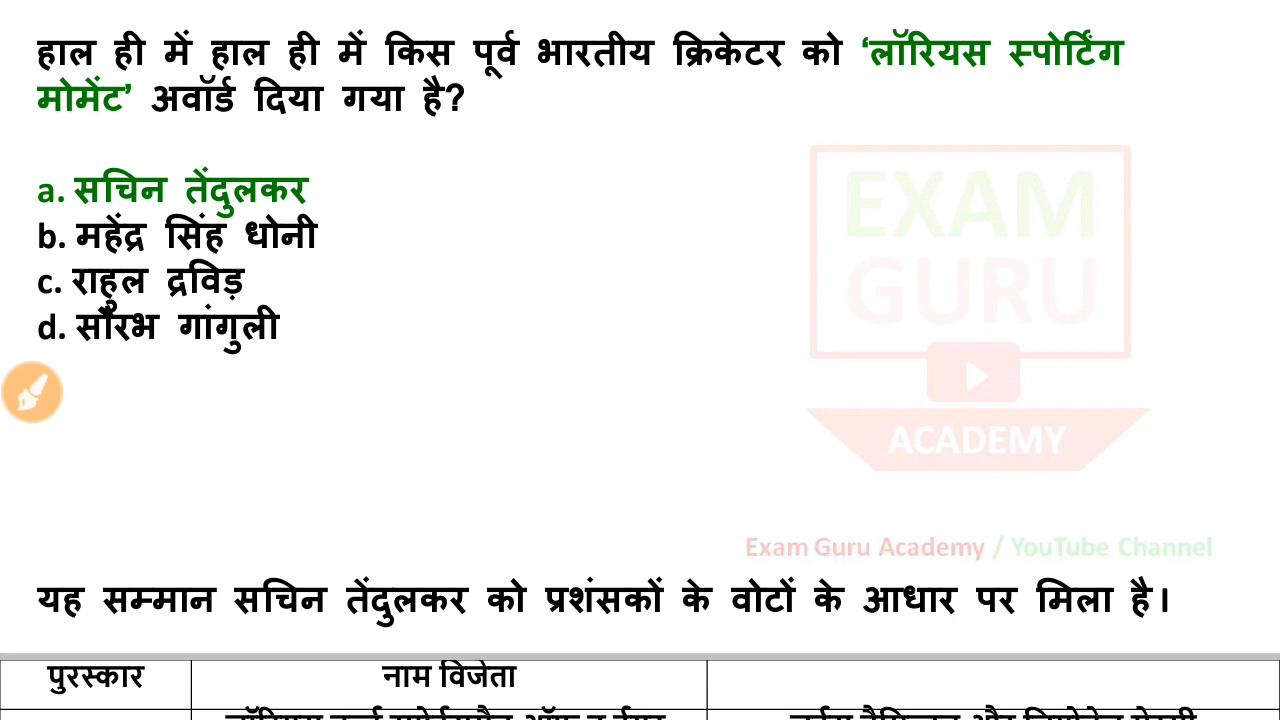 हाल ही में हाल ही में किस पूर्व भारतीय क्रिकेटर को ‘लॉरियस स्पोर्टिंग
मोमेंट’ अवॉर्ड दिया गया है?
a. सचिन तेंदुलकर
b. महेंद्र सिंह धोनी
c. राहुल द्रविड़
d. सौरभ गांगुली
EXAM
GURU
ACADEMY
Exam Guru Academy / YouTube Channel
यह सम्मान सचिन तेंदुलकर को प्रशंसकों के वोटों के आधार पर मिला है।
पुरस्कार नाम विजेता